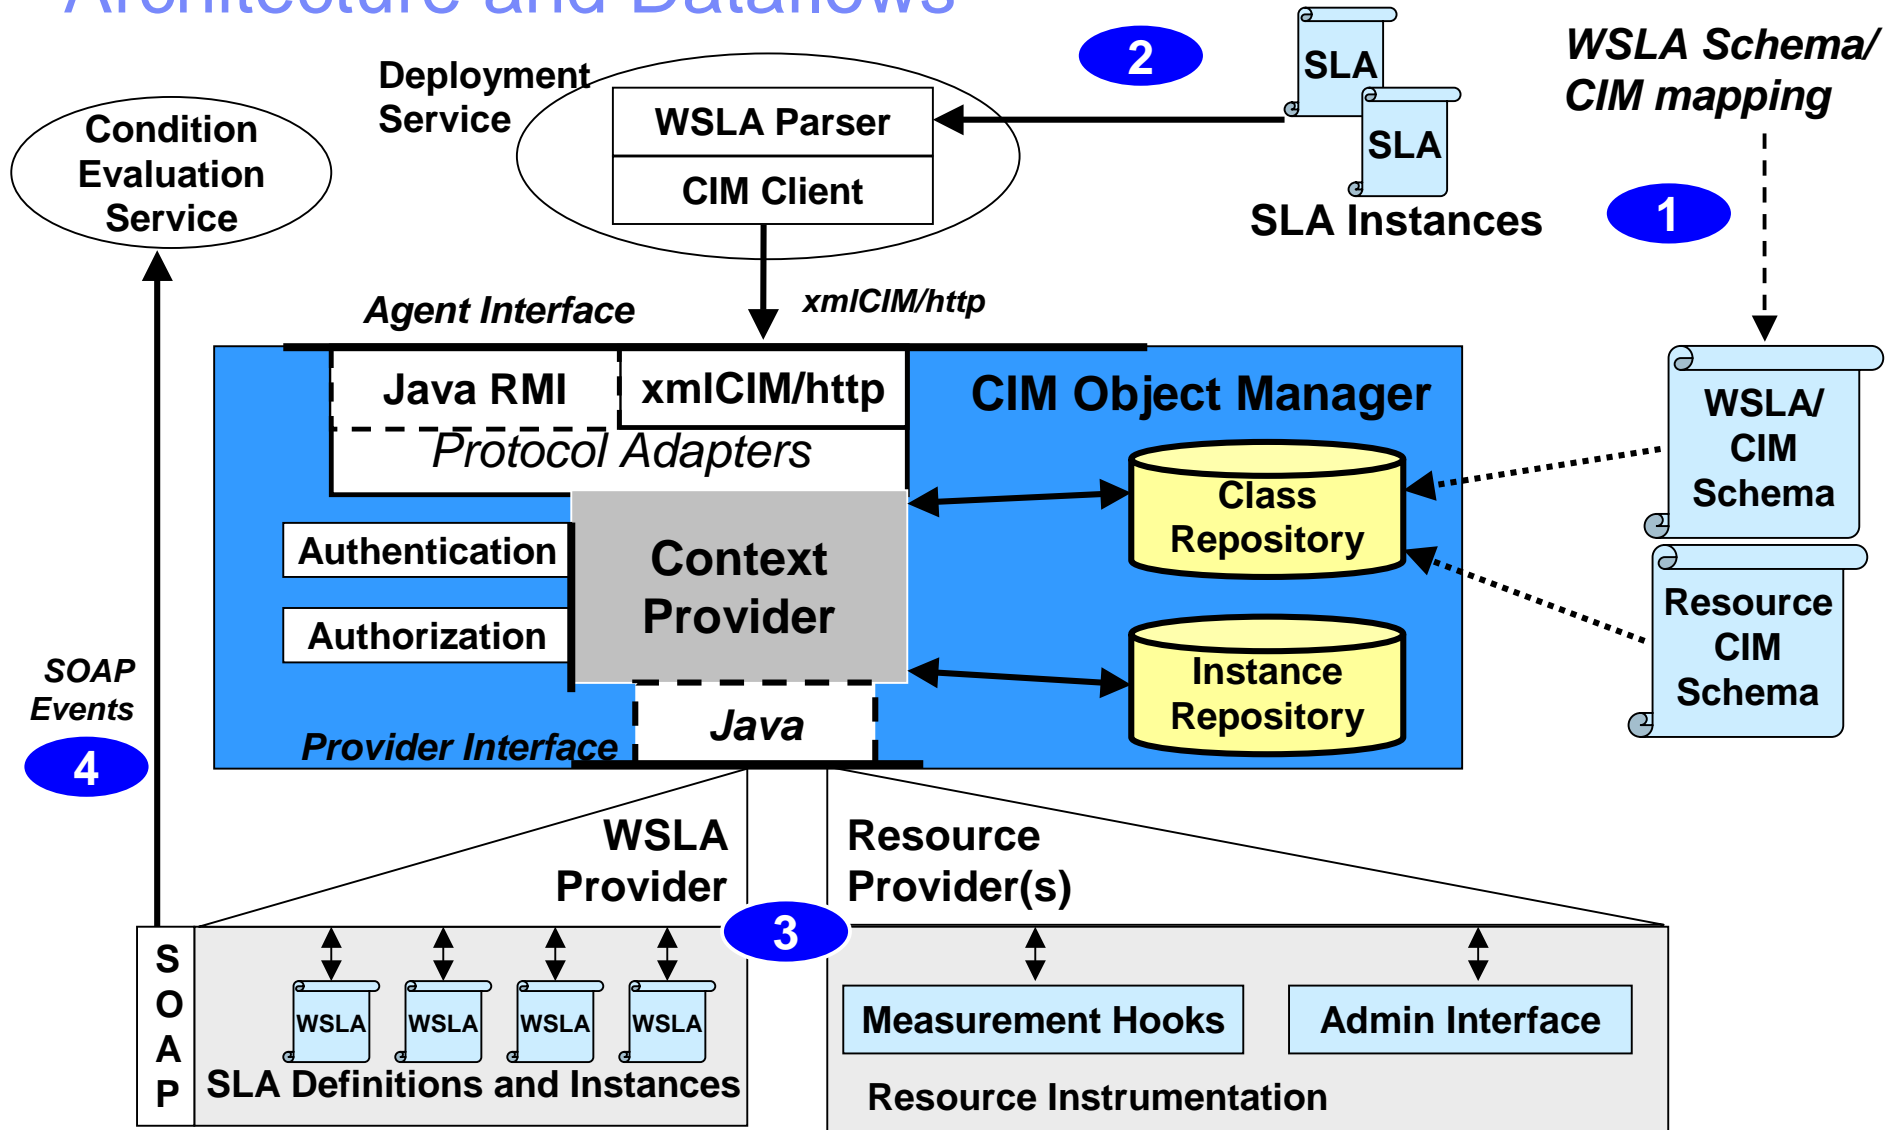 Architecture and Dataflows
2
SLA
SLA
SLA Instances
WSLA Schema/
CIM mapping
1
Deployment
Service
WSLA Parser
CIM Client
Condition
Evaluation
Service
Agent Interface
xmlCIM/http
Java RMI
xmlCIM/http
Protocol Adapters
CIM Object Manager
Class
Repository
WSLA/
CIM
Schema
Authentication
Authorization
Context
Provider
Instance
Repository
Resource
CIM
Schema
SOAP
Events
4
Provider Interface
Java
WSLA
Provider
Resource
Provider(s)
3
S
O
A
P
WSLA
WSLA
WSLA
WSLA
SLA Definitions and Instances
Measurement Hooks
Admin Interface
Resource Instrumentation